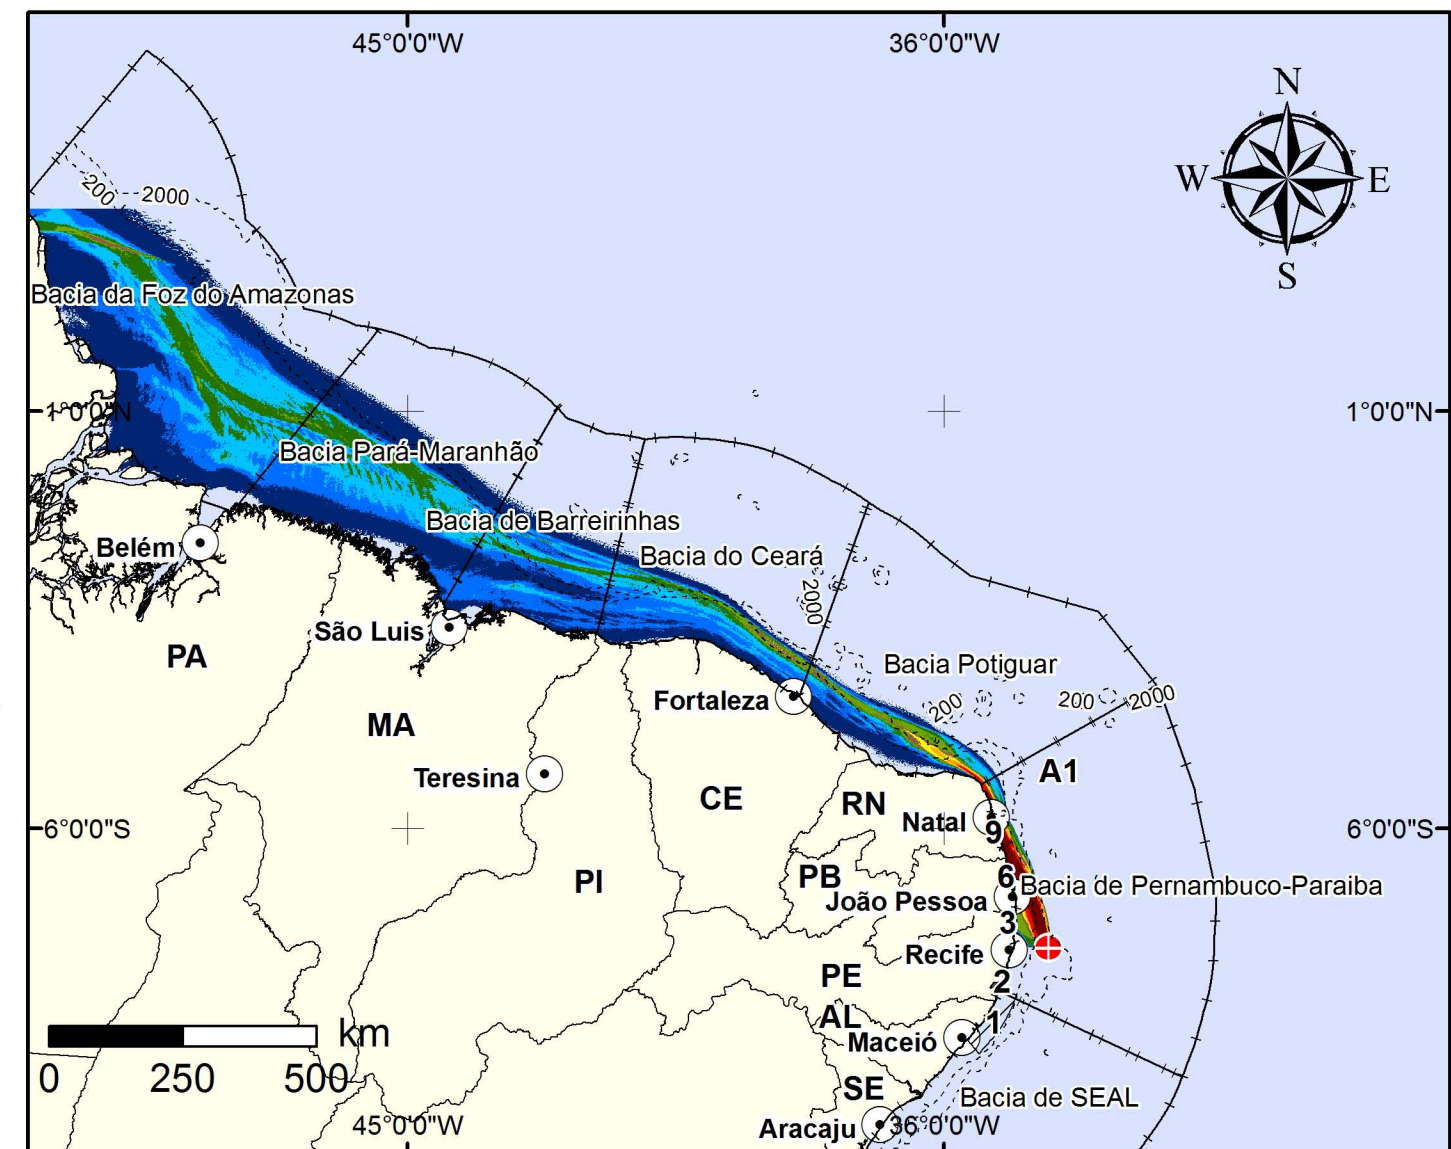 45°0'0"W
36°0'0"W
N
W
E
S
200
2000
Bacia da Foz do Amazonas
1°0'0"N
1°0'0"N
Bacia Pará-Maranhão
Bacia de Barreirinhas
Belém
Bacia do Ceará
2000
São Luis
PA
Bacia Potiguar
Fortaleza
200
200
2000
MA
Teresina
A1
CE
RN
Natal
9
6°0'0"S
6°0'0"S
PI
PB
6
Bacia de Pernambuco-Paraiba
João Pessoa
3
Recife
PE
2
AL
1
Maceió
km
0
250
500
SE
Bacia de SEAL
45°0'0"W
Aracaju
36°0'0"W